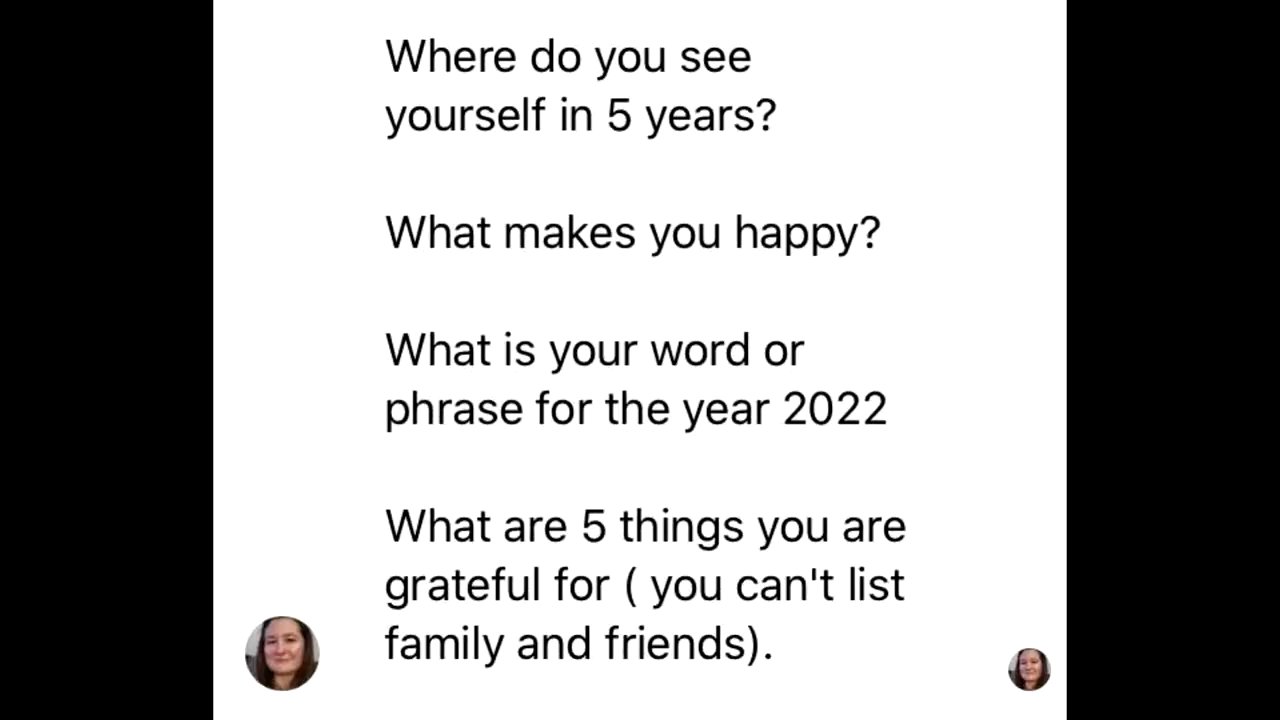 Where do you see
yourself in 5 years?
What makes you happy?
What is your word or
phrase for the year 2022
What are 5 things you are
grateful for ( you can't list
family and friends).